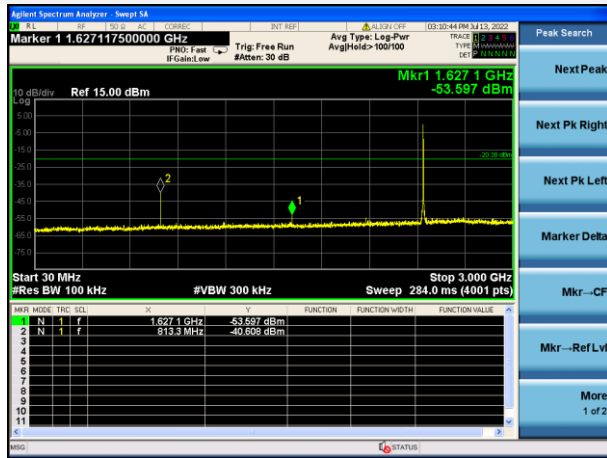 Agilent Spectrum Analyzer - Swept SA
RL RF 50 Ω AC CORREC INT REF ALIGN OFF 03:10:44 PM Jul 13, 2022
Marker 1 1.627117500000 GHz
PNO: Fast
IFGain:Low
Trig: Free Run
#Atten: 30 dB
Avg Type: Log-Pwr
Avg|Hold:>100/100
TRACE 1 2 3 4 5 6
TYPE M
DET P N N N N N
Peak Search
Mkr1 1.627 1 GHz
-53.597 dBm
10 dB/div
Log
Ref 15.00 dBm
5.00
-5.00
-15.0
-25.0
-35.0
-45.0
-55.0
-65.0
-75.0
-20.38 dBm
2
1
Start 30 MHz
Stop 3.000 GHz
#Res BW 100 kHz
#VBW 300 kHz
Sweep 284.0 ms (4001 pts)
MKR MODE TRC SCL X Y FUNCTION FUNCTION WIDTH FUNCTION VALUE
1 N 1 f 1.627 1 GHz -53.597 dBm
2 N 1 f 813.3 MHz -40.608 dBm
3
4
5
6
7
8
9
10
11
MSG
STATUS
Next Peak
Next Pk Right
Next Pk Left
Marker Delta
Mkr→CF
Mkr→Ref Lvl
More
1 of 2